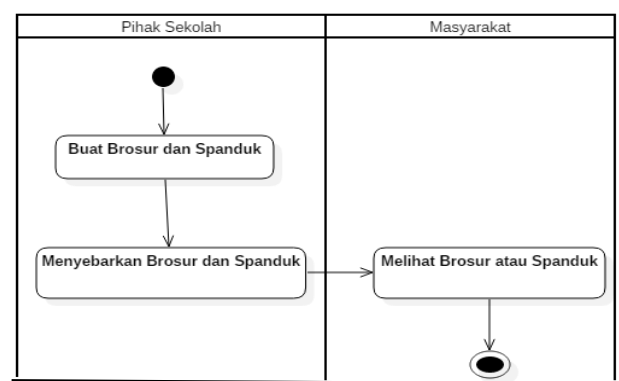 Pihak Sekolah
Masyarakat
Buat Brosur dan Spanduk
Menyebarkan Brosur dan Spanduk
Melihat Brosur atau Spanduk